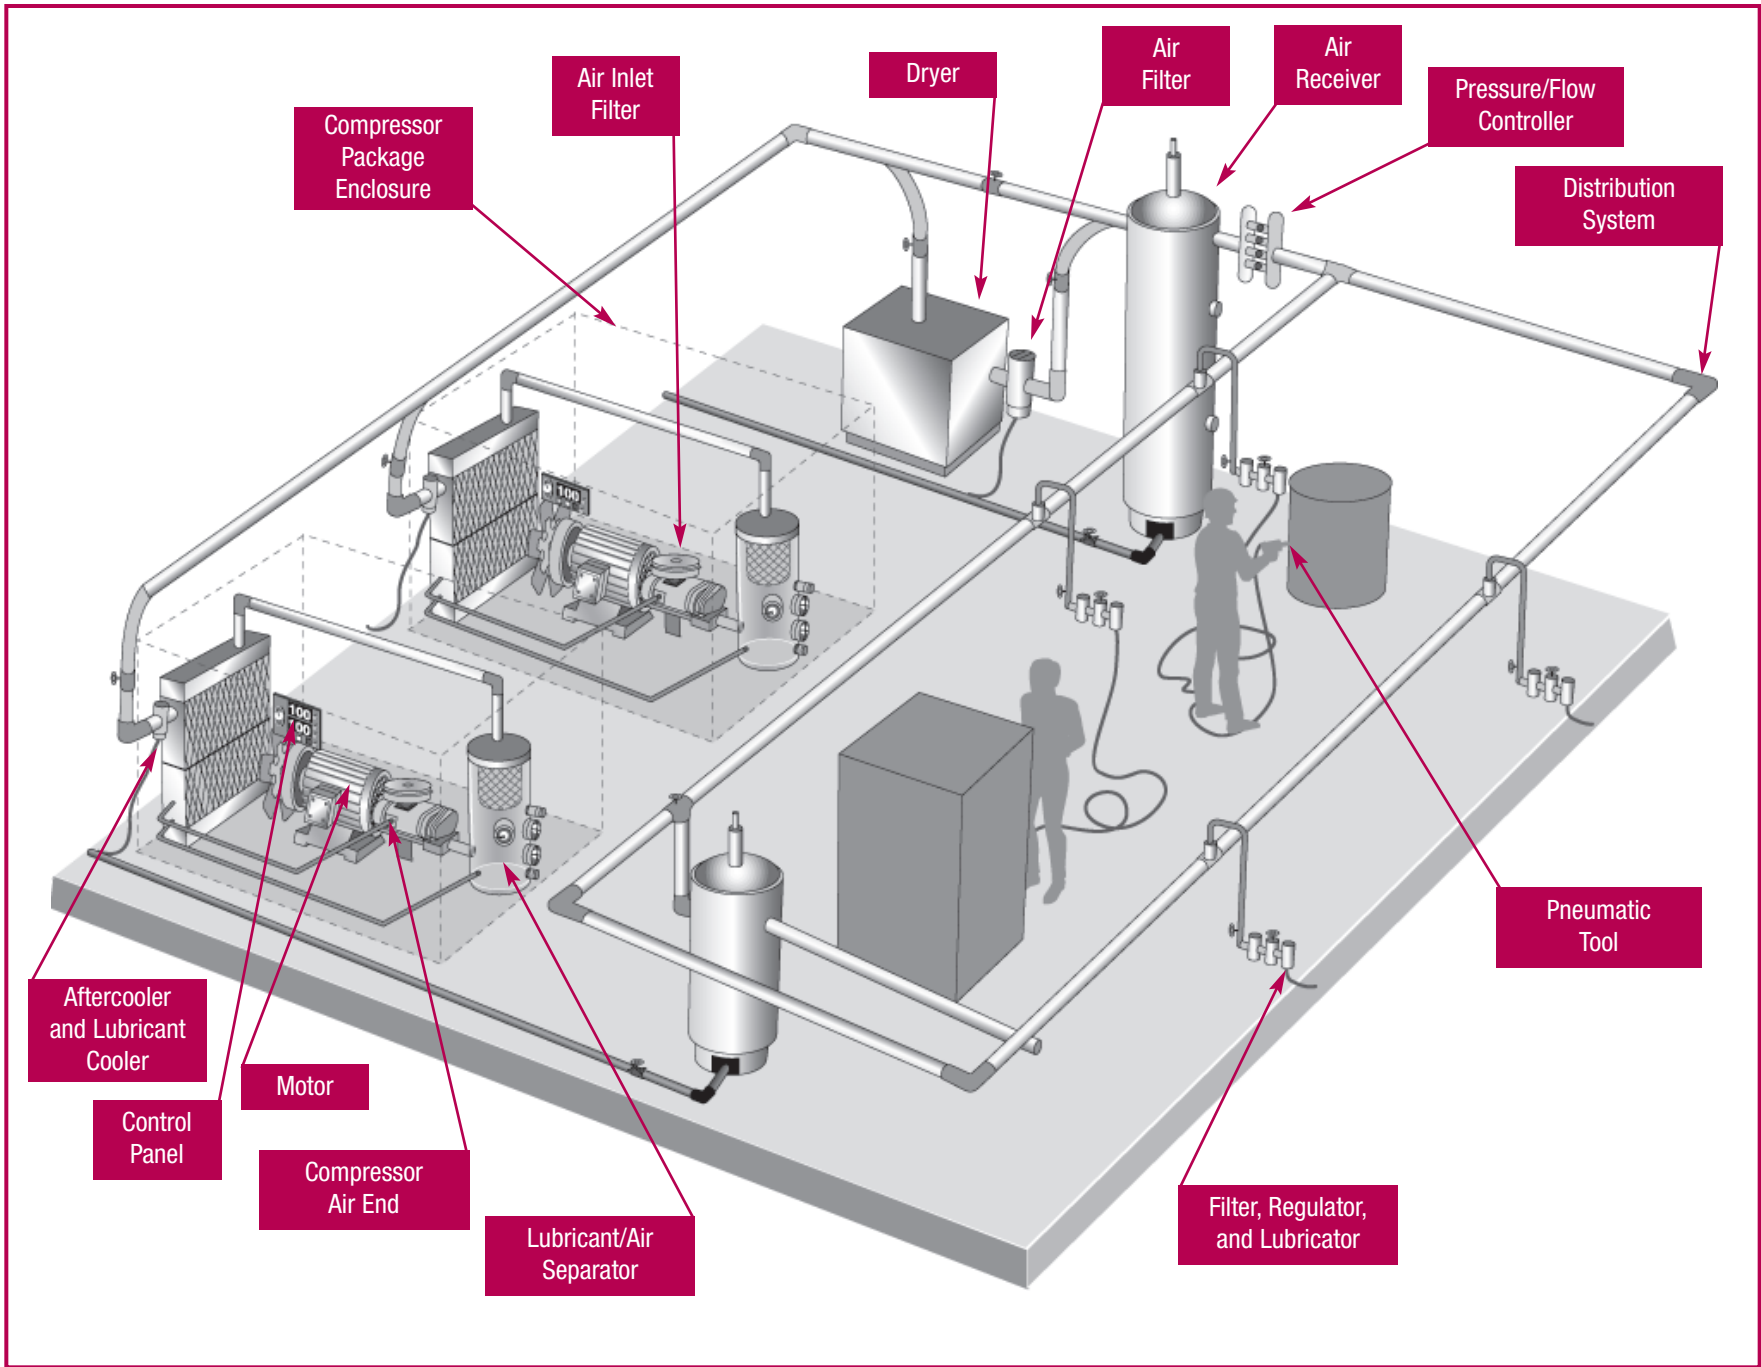 Air
Filter
Air
Receiver
Dryer
Air Inlet
Filter
Pressure/Flow
Controller
Compressor
Package
Enclosure
Distribution
System
100
100
Pneumatic
Tool
Aftercooler
and Lubricant
Cooler
Motor
Control
Panel
Compressor
Air End
Filter, Regulator,
and Lubricator
Lubricant/Air
Separator